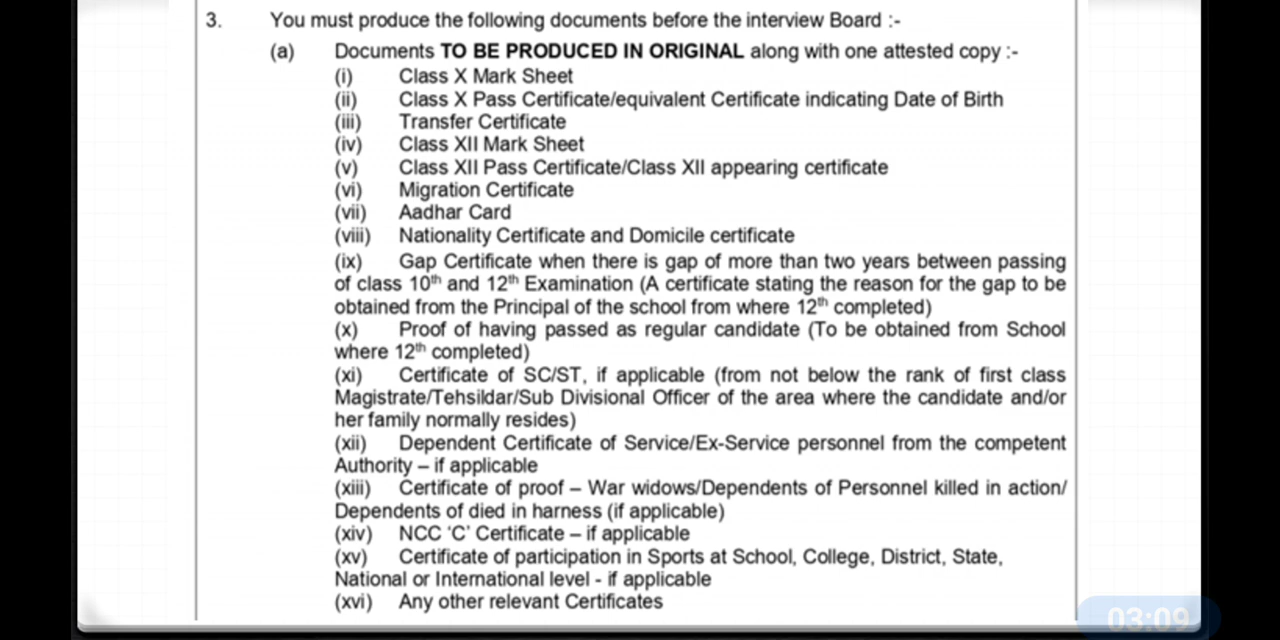 3. You must produce the following documents before the interview Board :-
(a) Documents TO BE PRODUCED IN ORIGINAL along with one attested copy :-
(i) Class X Mark Sheet
(ii) Class X Pass Certificate/equivalent Certificate indicating Date of Birth
(iii) Transfer Certificate
(iv) Class XII Mark Sheet
(v) Class XII Pass Certificate/Class XII appearing certificate
(vi) Migration Certificate
(vii) Aadhar Card
(viii) Nationality Certificate and Domicile certificate
(ix) Gap Certificate when there is gap of more than two years between passing
of class 10th and 12th Examination (A certificate stating the reason for the gap to be
obtained from the Principal of the school from where 12th completed)
(x) Proof of having passed as regular candidate (To be obtained from School
where 12th completed)
(xi) Certificate of SC/ST, if applicable (from not below the rank of first class
Magistrate/Tehsildar/Sub Divisional Officer of the area where the candidate and/or
her family normally resides)
(xii) Dependent Certificate of Service/Ex-Service personnel from the competent
Authority – if applicable
(xiii) Certificate of proof – War widows/Dependents of Personnel killed in action/
Dependents of died in harness (if applicable)
(xiv) NCC 'C' Certificate – if applicable
(xv) Certificate of participation in Sports at School, College, District, State,
National or International level - if applicable
(xvi) Any other relevant Certificates
03:09